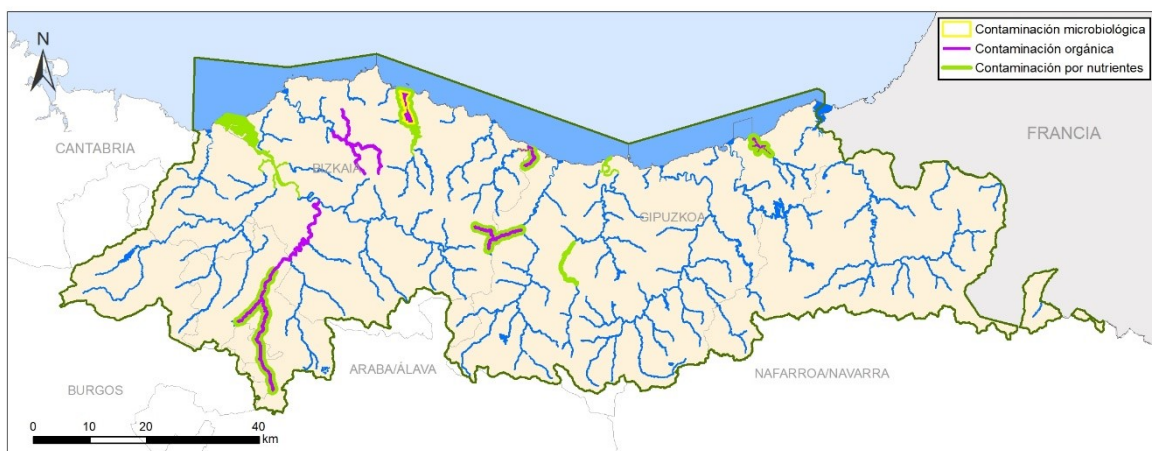 N
Contaminación microbiológica
Contaminación orgánica
Contaminación por nutrientes
FRANCIA
CANTABRIA
BIZKAIA
GIPUZKOA
ARABA/ÁLAVA
NAFARROA/NAVARRA
BURGOS
0 10 20 40
km